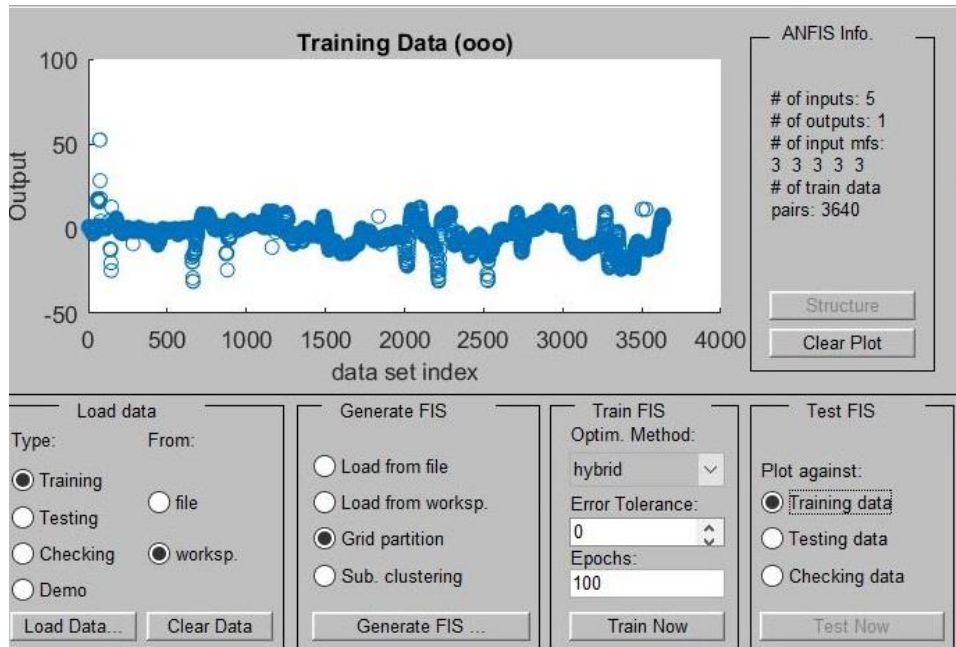 Training Data (ooo)
100
50
0
-50
Output
0 500 1000 1500 2000 2500 3000 3500 4000
data set index
ANFIS Info.
# of inputs: 5
# of outputs: 1
# of input mfs:
3 3 3 3 3
# of train data
pairs: 3640
Structure
Clear Plot
Load data
Type: From:
Training
Testing
Checking
Demo
file
worksp.
Load Data...
Clear Data
Generate FIS
Load from file
Load from worksp.
Grid partition
Sub. clustering
Generate FIS ...
Train FIS
Optim. Method:
hybrid
Error Tolerance:
0
Epochs:
100
Train Now
Test FIS
Plot against:
Training data
Testing data
Checking data
Test Now